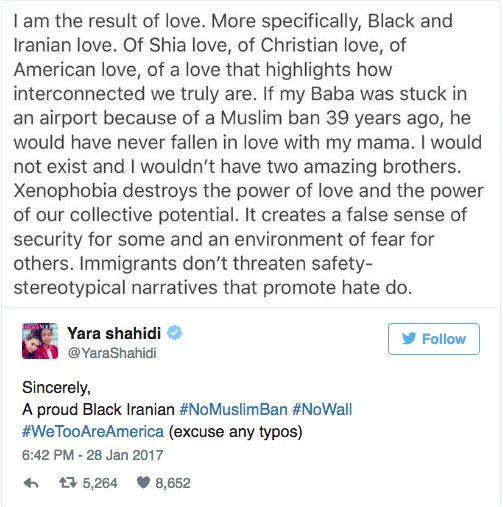 I am the result of love. More specifically, Black and
Iranian love. Of Shia love, of Christian love, of
American love, of a love that highlights how
interconnected we truly are. If my Baba was stuck in
an airport because of a Muslim ban 39 years ago, he
would have never fallen in love with my mama. I would
not exist and I wouldn't have two amazing brothers.
Xenophobia destroys the power of love and the power
of our collective potential. It creates a false sense of
security for some and an environment of fear for
others. Immigrants don't threaten safety-
stereotypical narratives that promote hate do.
Yara shahidi
@YaraShahidi
Follow
Sincerely,
A proud Black Iranian #NoMuslimBan #NoWall
#WeTooAreAmerica (excuse any typos)
6:42 PM - 28 Jan 2017
5,264 8,652